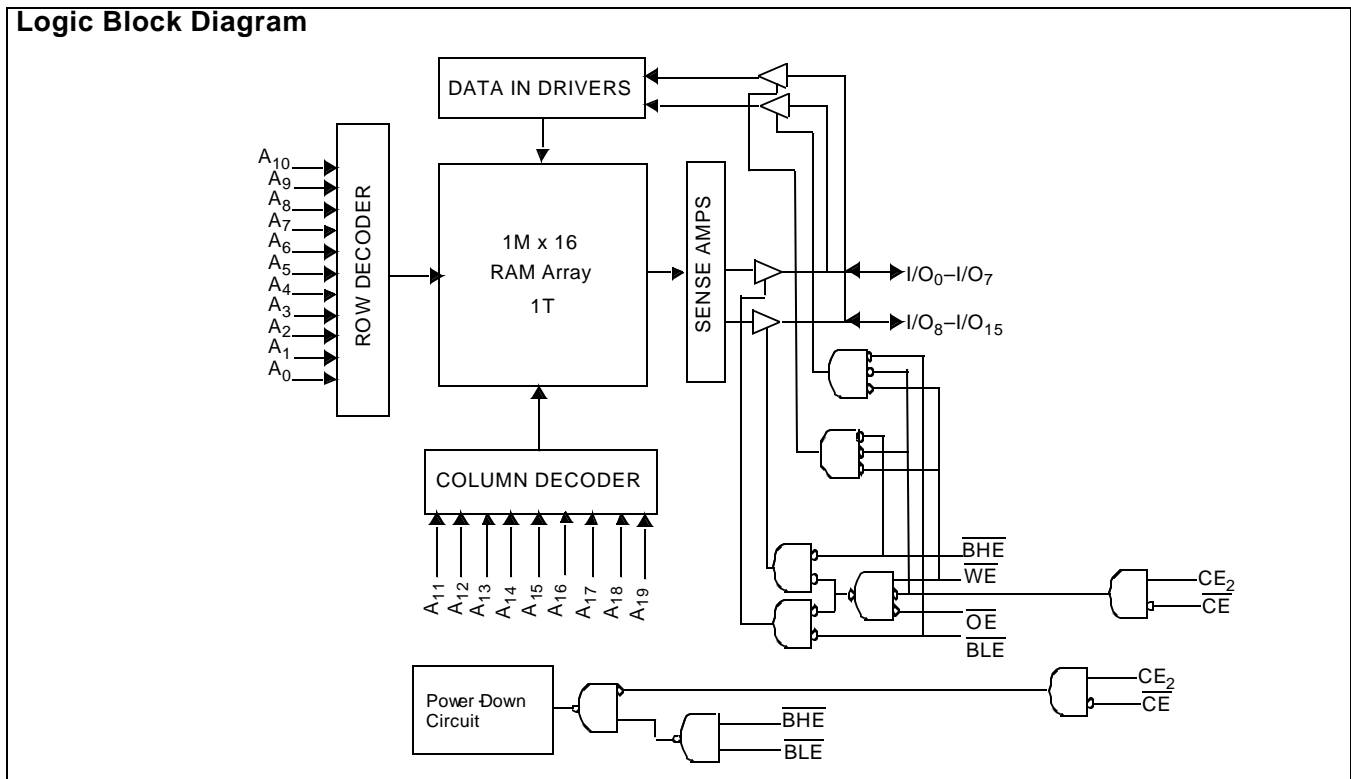 Logic Block Diagram
DATA IN DRIVERS
A10
A9
A8
A7
A6
A5
A4
A3
A2
A1
A0
ROW DECODER
1M x 16
RAM Array
1T
SENSE AMPS
I/O0–I/O7
I/O8–I/O15
COLUMN DECODER
A11
A12
A13
A14
A15
A16
A17
A18
A19
BHE
WE
OE
BLE
CE2
CE
Power-Down
Circuit
BHE
BLE
CE2
CE